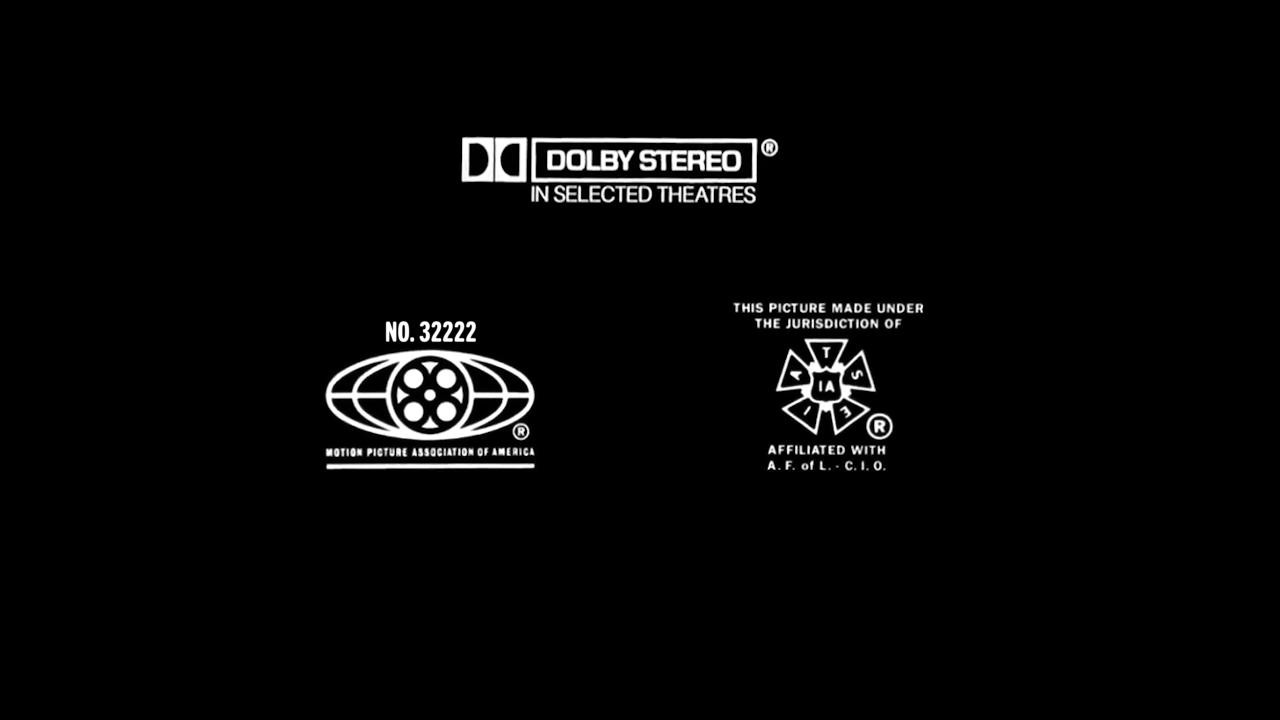 DOLBY STEREO ®
IN SELECTED THEATRES
NO. 32222
®
MOTION PICTURE ASSOCIATION OF AMERICA
THIS PICTURE MADE UNDER
THE JURISDICTION OF
I A T S E
IA
®
AFFILIATED WITH
A. F. of L. - C. I. O.